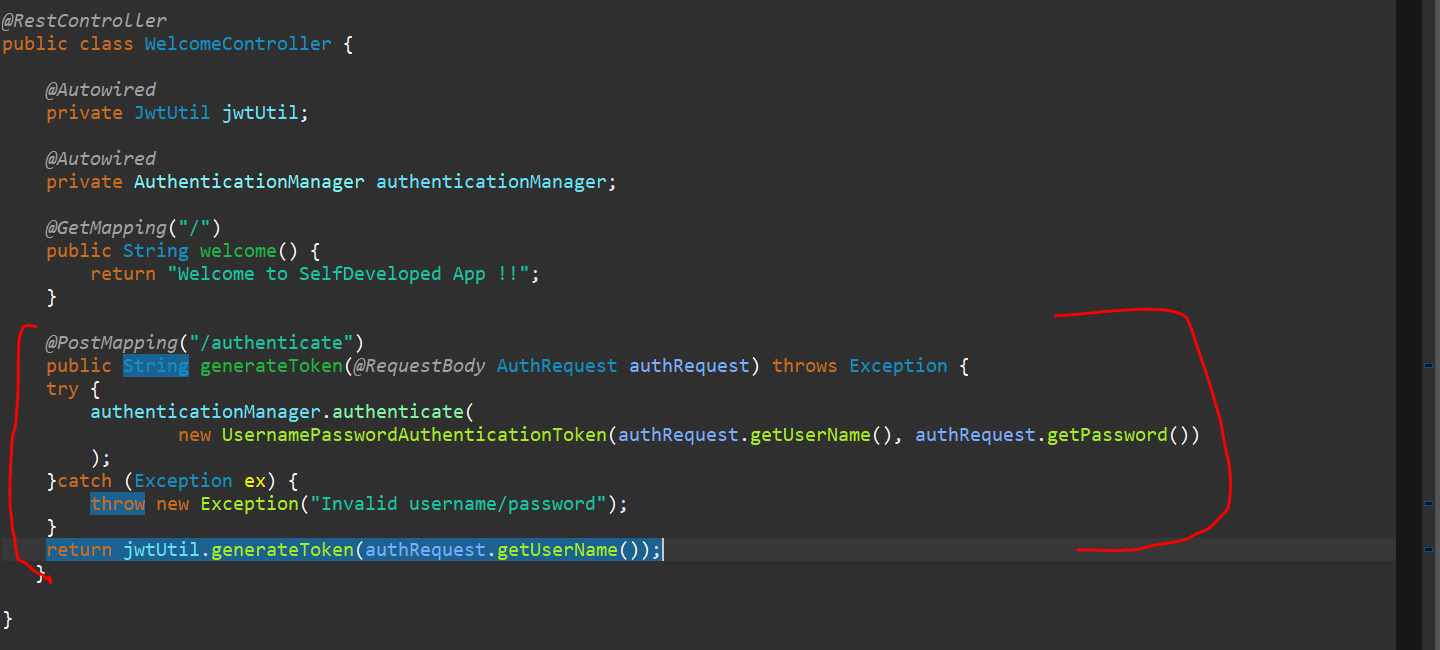 @RestController
public class WelcomeController {
@Autowired
private JwtUtil jwtUtil;
@Autowired
private AuthenticationManager authenticationManager;
@GetMapping("/")
public String welcome() {
return "Welcome to SelfDeveloped App !!";
}
@PostMapping("/authenticate")
public String generateToken(@RequestBody AuthRequest authRequest) throws Exception {
try {
authenticationManager.authenticate(
new UsernamePasswordAuthenticationToken(authRequest.getUserName(), authRequest.getPassword())
);
}catch (Exception ex) {
throw new Exception("Invalid username/password");
}
return jwtUtil.generateToken(authRequest.getUserName());
}
}